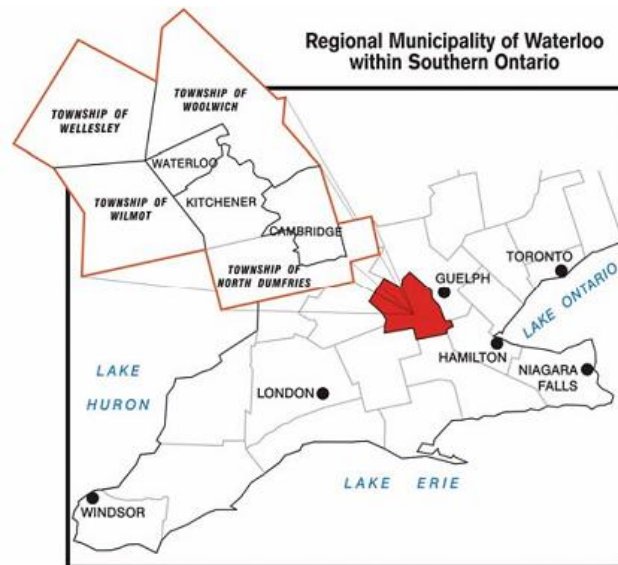 Regional Municipality of Waterloo
within Southern Ontario
TOWNSHIP OF
WOOLWICH
TOWNSHIP OF
WELLESLEY
WATERLOO
TOWNSHIP OF
WILMOT
KITCHENER
CAMBRIDGE
TOWNSHIP OF
NORTH DUMFRIES
GUELPH
TORONTO
LAKE ONTARIO
HAMILTON
NIAGARA
FALLS
LAKE
HURON
LONDON
LAKE ERIE
WINDSOR